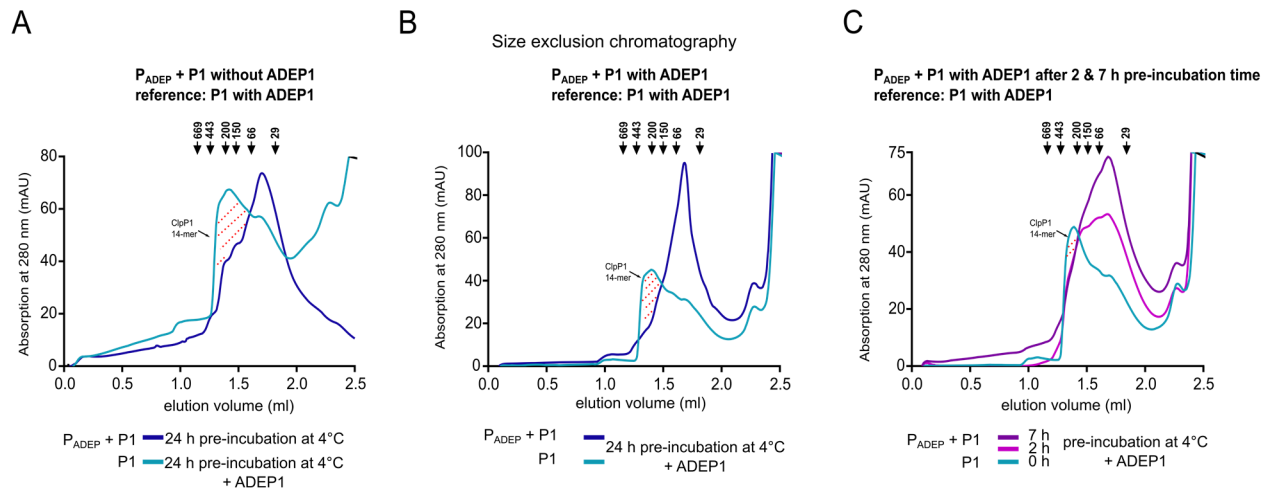 A
B
C
Size exclusion chromatography
P_ADEP + P1 without ADEP1
reference: P1 with ADEP1
P_ADEP + P1 with ADEP1
reference: P1 with ADEP1
P_ADEP + P1 with ADEP1 after 2 & 7 h pre-incubation time
reference: P1 with ADEP1
669 443 200 150 66 29
Absorption at 280 nm (mAU)
80
60
40
20
0
ClpP1
14-mer
0.0 0.5 1.0 1.5 2.0 2.5
elution volume (ml)
P_ADEP + P1 24 h pre-incubation at 4°C
P1 24 h pre-incubation at 4°C
+ ADEP1
669 443 200 150 66 29
Absorption at 280 nm (mAU)
100
80
60
40
20
0
ClpP1
14-mer
0.0 0.5 1.0 1.5 2.0 2.5
elution volume (ml)
P_ADEP + P1
P1
24 h pre-incubation at 4°C
+ ADEP1
669 443 200 150 66 29
Absorption at 280 nm (mAU)
75
50
25
0
ClpP1
14-mer
0.0 0.5 1.0 1.5 2.0 2.5
elution volume (ml)
P_ADEP + P1
P1
7 h
2 h
0 h
pre-incubation at 4°C
+ ADEP1